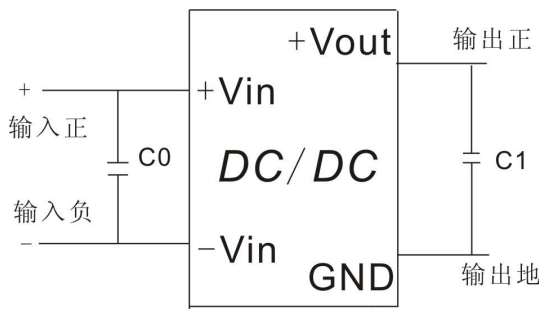 +Vout
输出正
+
+Vin
输入正
C0
DC/DC
C1
输入负
−
−Vin
GND
输出地